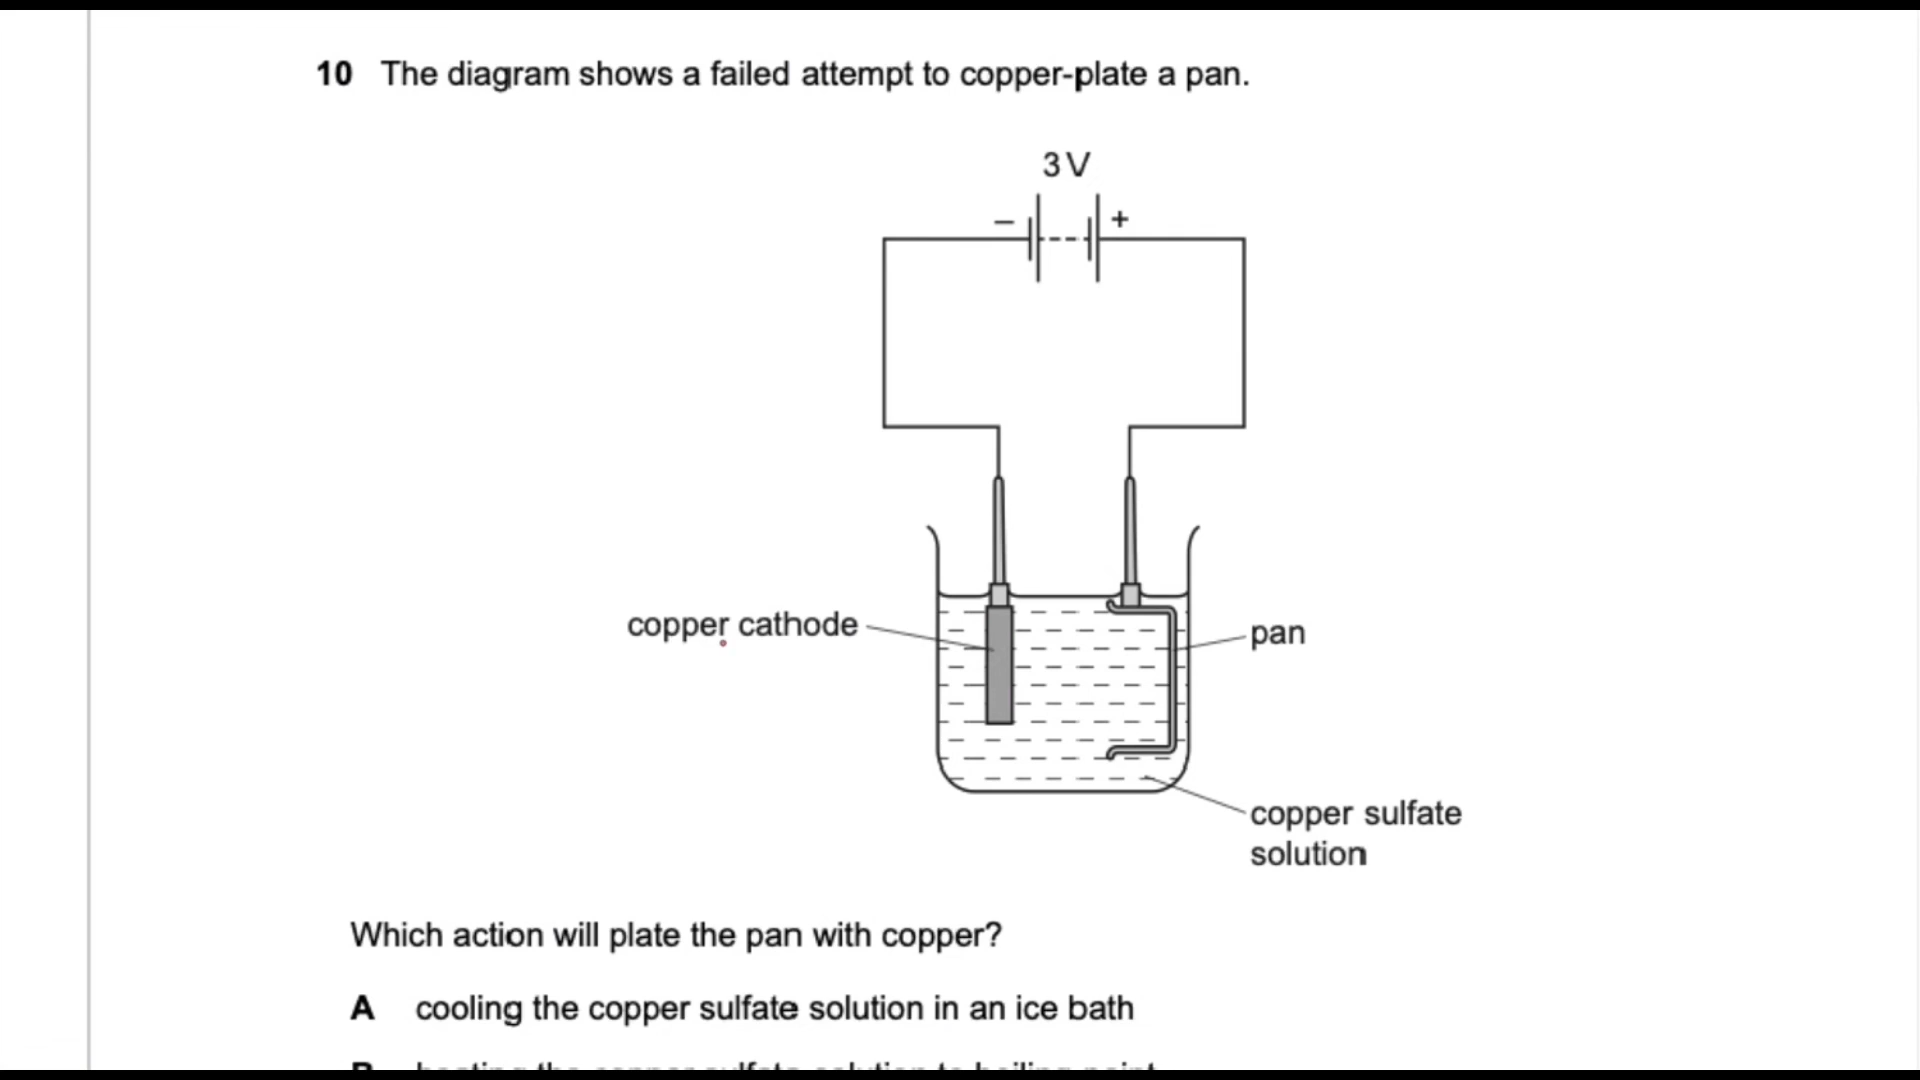 10 The diagram shows a failed attempt to copper-plate a pan.
3 V
– +
copper cathode
pan
copper sulfate
solution
Which action will plate the pan with copper?
A cooling the copper sulfate solution in an ice bath